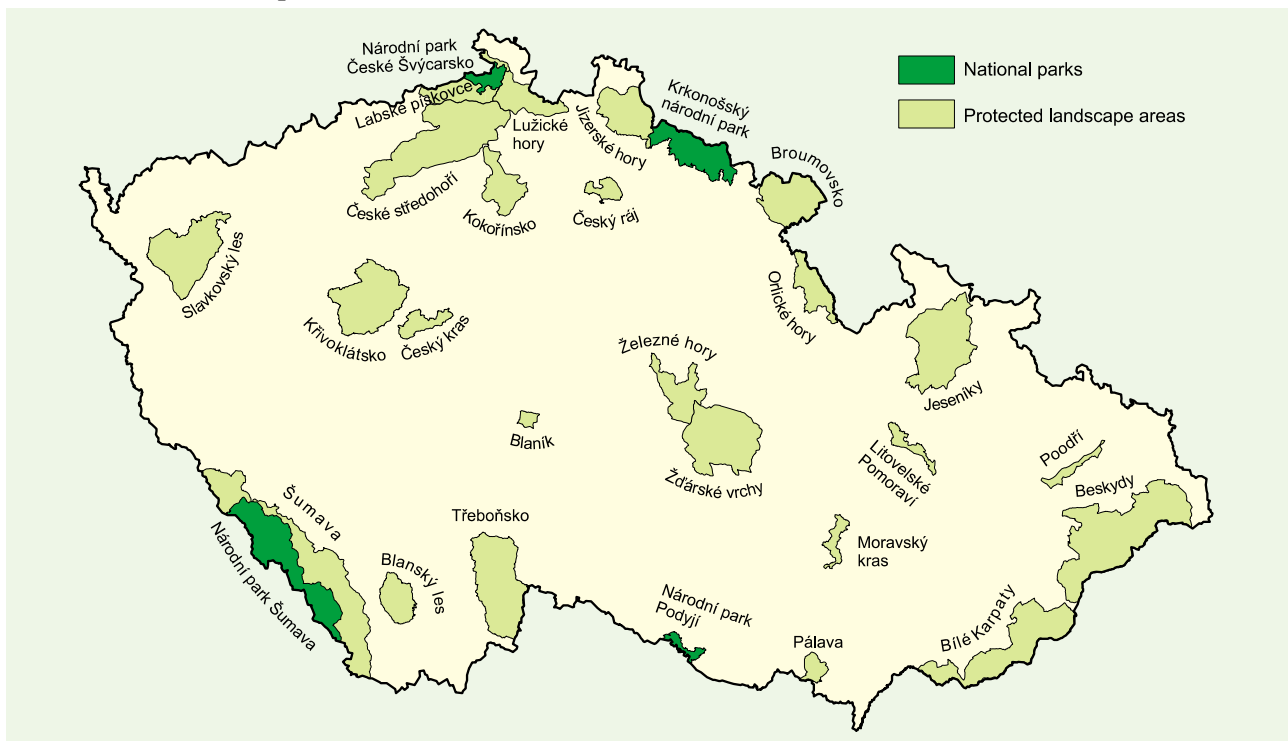 Národní park
České Švýcarsko
Labské pískovce
Lužické
hory
Jizerské hory
Krkonošský
národní park
National parks
Protected landscape areas
Broumovsko
České středohoří
Kokořínsko
Český ráj
Slavkovský les
Orlické hory
Křivoklátsko
Český kras
Železné hory
Jeseníky
Blaník
Žďárské vrchy
Litovelské
Pomoraví
Poodří
Beskydy
Šumava
Národní park Šumava
Blanský les
Třeboňsko
Moravský
kras
Národní park
Podyjí
Pálava
Bílé Karpaty